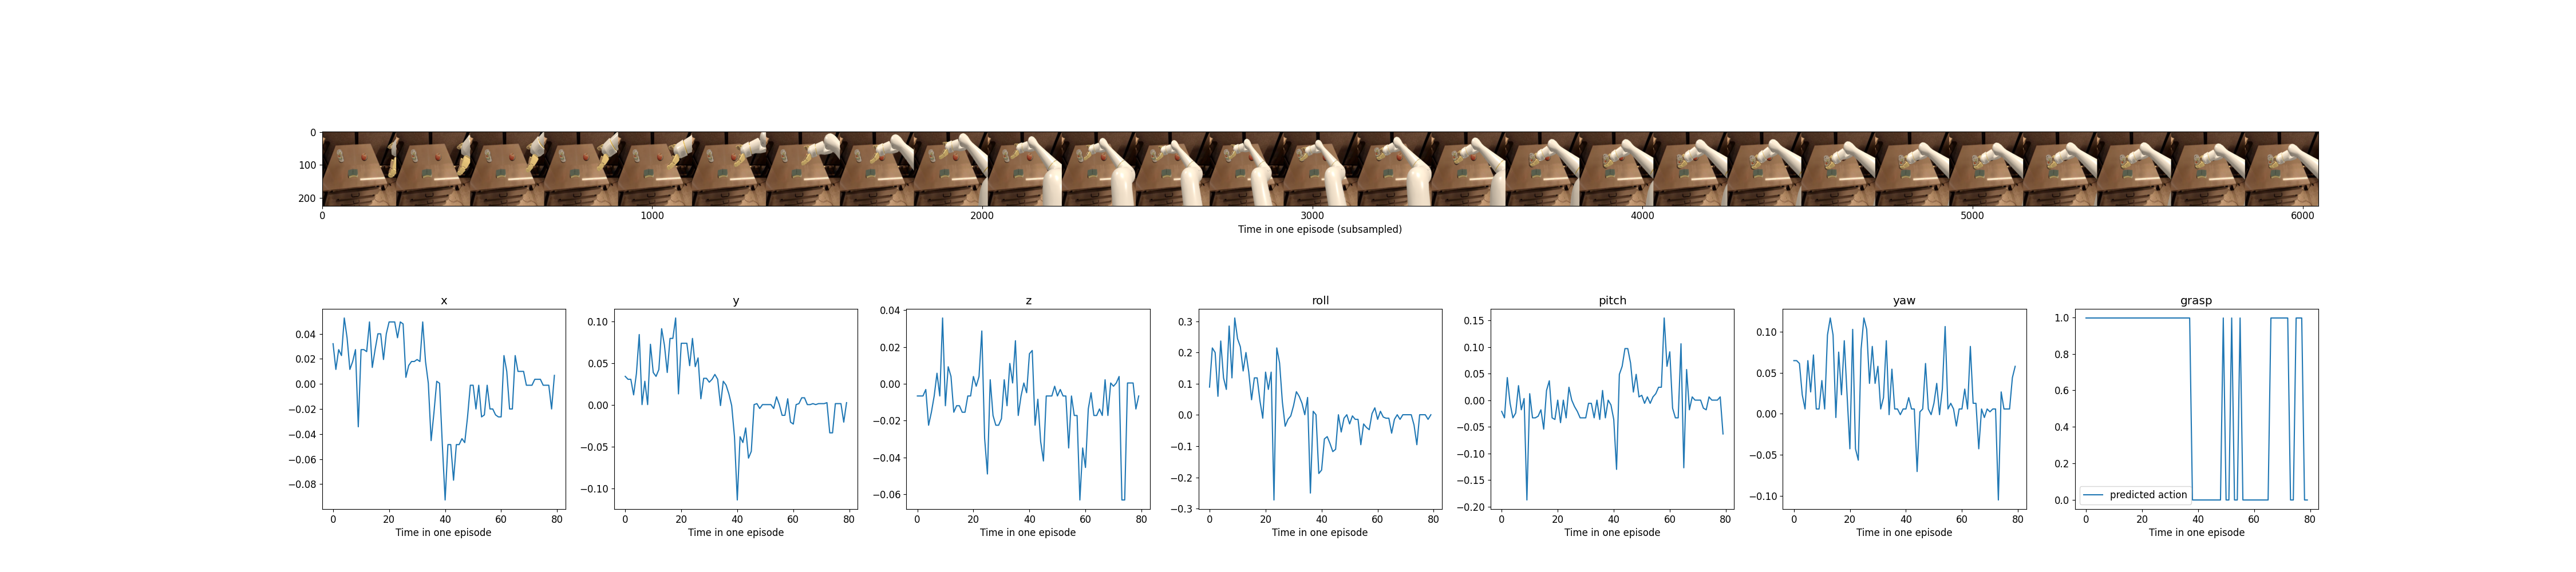 0
100
200
0 1000 2000 3000 4000 5000 6000
Time in one episode (subsampled)
x
0.04
0.02
0.00
−0.02
−0.04
−0.06
−0.08
0 20 40 60 80
Time in one episode
y
0.10
0.05
0.00
−0.05
−0.10
0 20 40 60 80
Time in one episode
z
0.04
0.02
0.00
−0.02
−0.04
−0.06
0 20 40 60 80
Time in one episode
roll
0.3
0.2
0.1
0.0
−0.1
−0.2
−0.3
0 20 40 60 80
Time in one episode
pitch
0.15
0.10
0.05
0.00
−0.05
−0.10
−0.15
−0.20
0 20 40 60 80
Time in one episode
yaw
0.10
0.05
0.00
−0.05
−0.10
0 20 40 60 80
Time in one episode
grasp
1.0
0.8
0.6
0.4
0.2
0.0
predicted action
0 20 40 60 80
Time in one episode